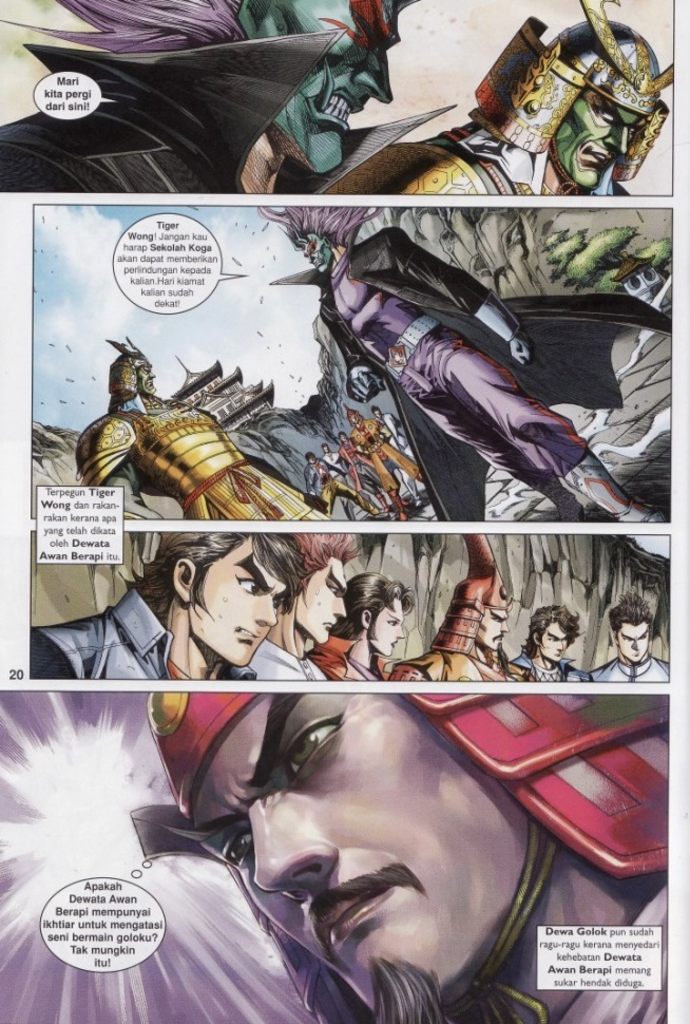 Mari
kita pergi
dari sini!
Tiger
Wong! Jangan kau
harap Sekolah Koga
akan dapat memberikan
perlindungan kepada
kalian.Hari kiamat
kalian sudah
dekat!
Terpegun Tiger
Wong dan rakan-
rakan kerana apa
yang telah dikata
oleh Dewata
Awan Berapi itu.
20
Apakah
Dewata Awan
Berapi mempunyai
ikhtiar untuk mengatasi
seni bermain goloku?
Tak mungkin
itu!
Dewa Golok pun sudah
ragu-ragu kerana menyedari
kehebatan Dewata
Awan Berapi memang
sukar hendak diduga.